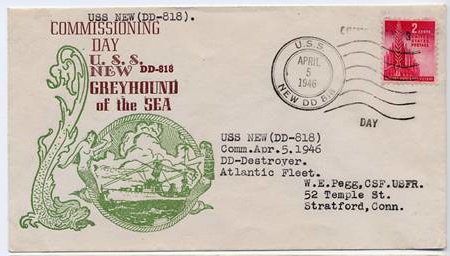 USS NEW(DD-818).
COMMISSIONING
DAY
U. S. S.
NEW DD-818
GREYHOUND
of the SEA
U.S.S.
APRIL
5
1946
NEW DD 818
2 CENTS
DAY
USS NEW(DD-818)
Comm.Apr.5.1946
DD-Destroyer.
Atlantic Fleet.
W.E.Pegg,CSF.USFR.
52 Temple St.
Stratford,Conn.